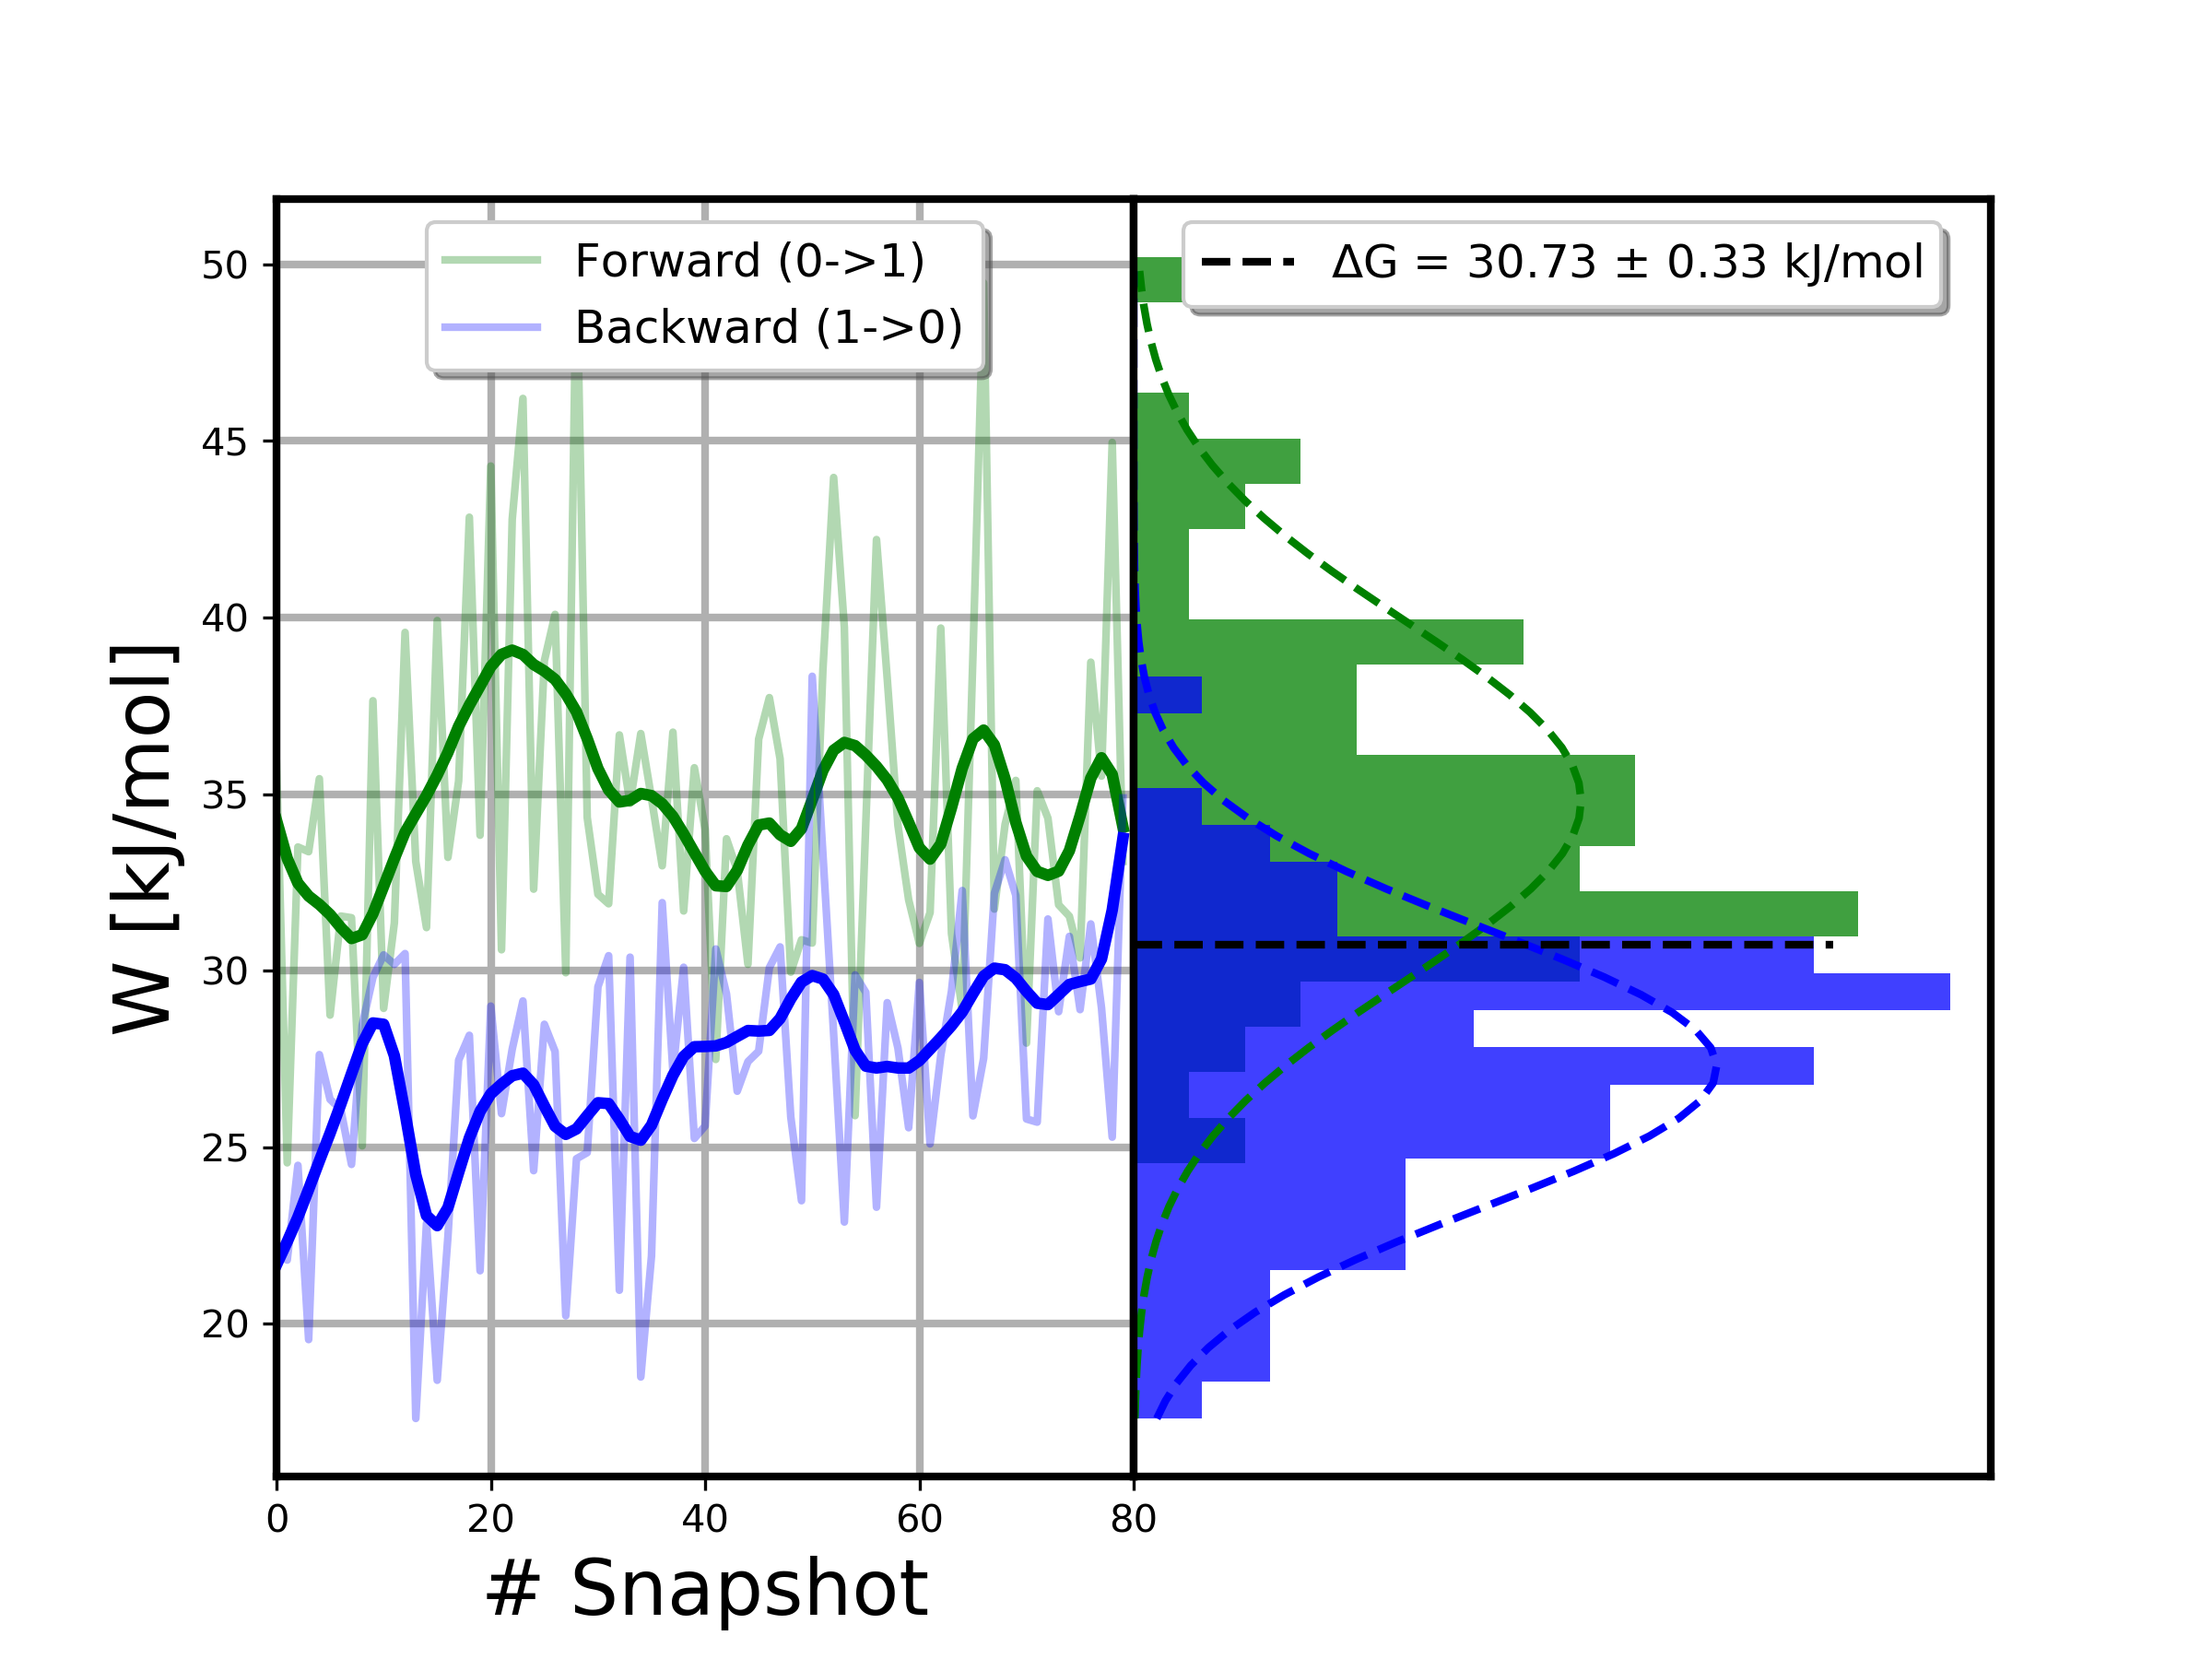 Forward (0->1)
Backward (1->0)
ΔG = 30.73 ± 0.33 kJ/mol
W [kJ/mol]
50
45
40
35
30
25
20
0 20 40 60 80
# Snapshot